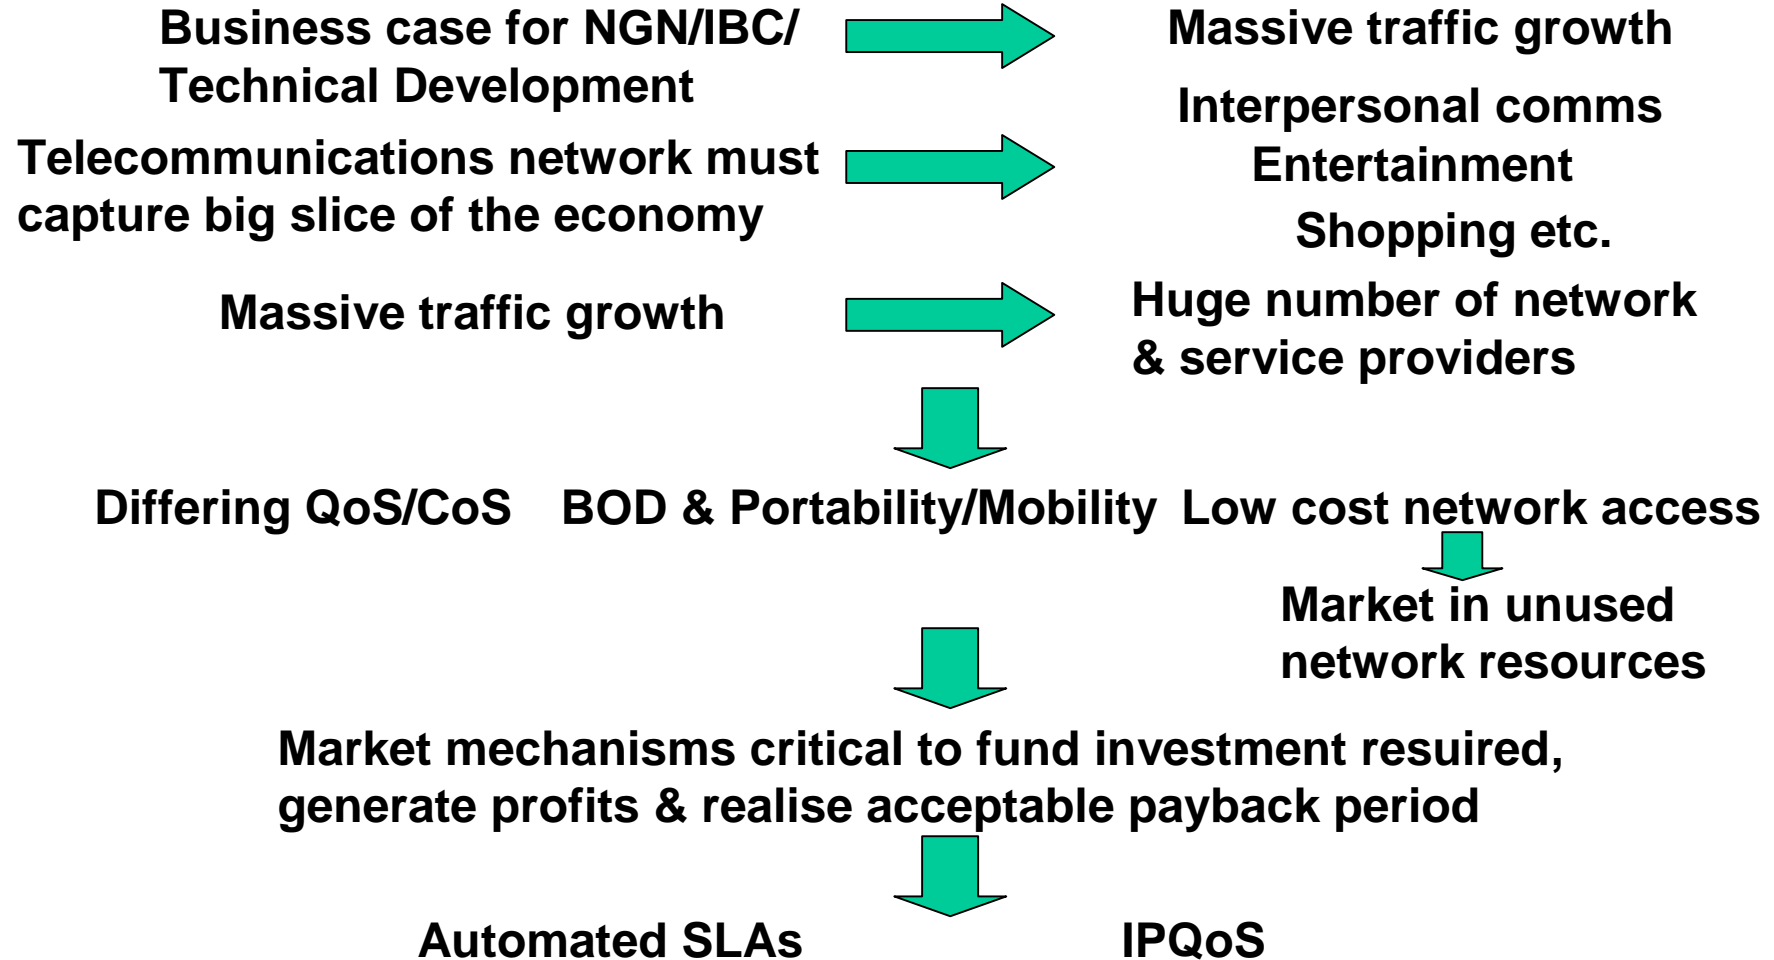 Business case for NGN/IBC/
Technical Development
Massive traffic growth
Telecommunications network must
capture big slice of the economy
Interpersonal comms
Entertainment
Shopping etc.
Massive traffic growth
Huge number of network
& service providers
Differing QoS/CoS
BOD & Portability/Mobility
Low cost network access
Market in unused
network resources
Market mechanisms critical to fund investment resuired,
generate profits & realise acceptable payback period
Automated SLAs
IPQoS